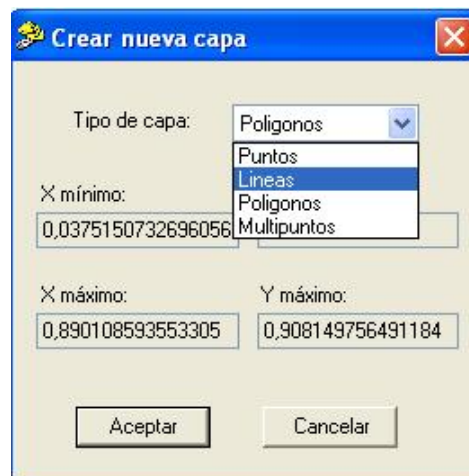 Crear nueva capa
Tipo de capa: Poligonos
Puntos
Lineas
Poligonos
Multipuntos
X mínimo:
0,0375150732696056
X máximo: Y máximo:
0,890108593553305 0,908149756491184
Aceptar Cancelar